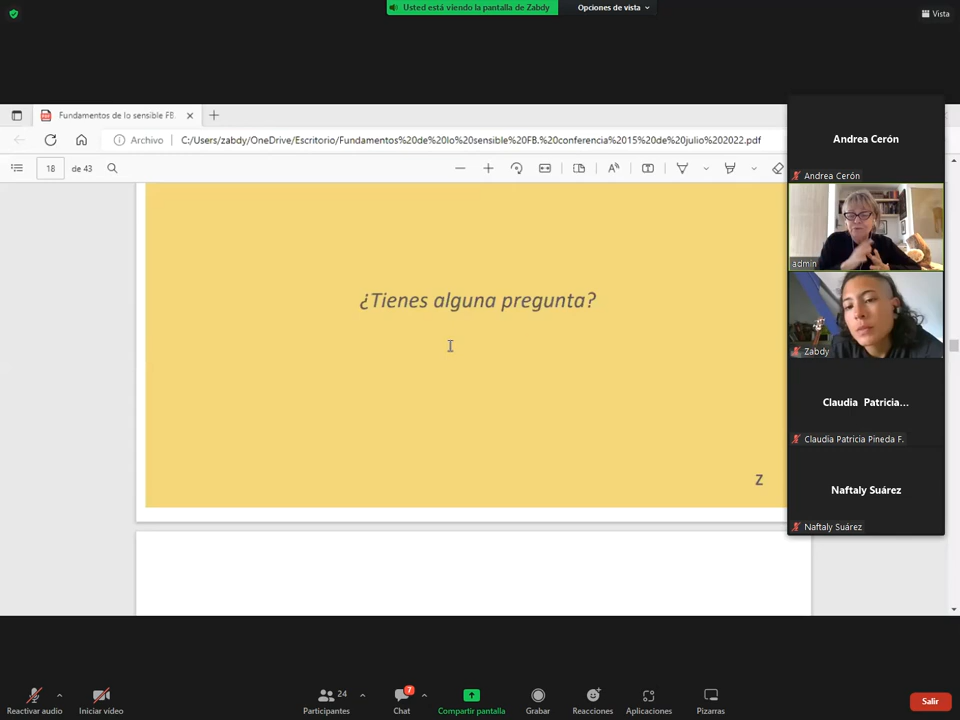 Usted está viendo la pantalla de Zabdy
Opciones de vista
Vista
Fundamentos de lo sensible FB.
Archivo
C:/Users/zabdy/OneDrive/Escritorio/Fundamentos%20de%20lo%20sensible%20FB.%20conferencia%2015%20de%20julio%202022.pdf
18 de 43
¿Tienes alguna pregunta?
Z
Andrea Cerón
Andrea Cerón
admin
Zabdy
Claudia Patricia...
Claudia Patricia Pineda F.
Naftaly Suárez
Naftaly Suárez
Reactivar audio
Iniciar vídeo
24
Participantes
7
Chat
Compartir pantalla
Grabar
Reacciones
Aplicaciones
Pizarras
Salir